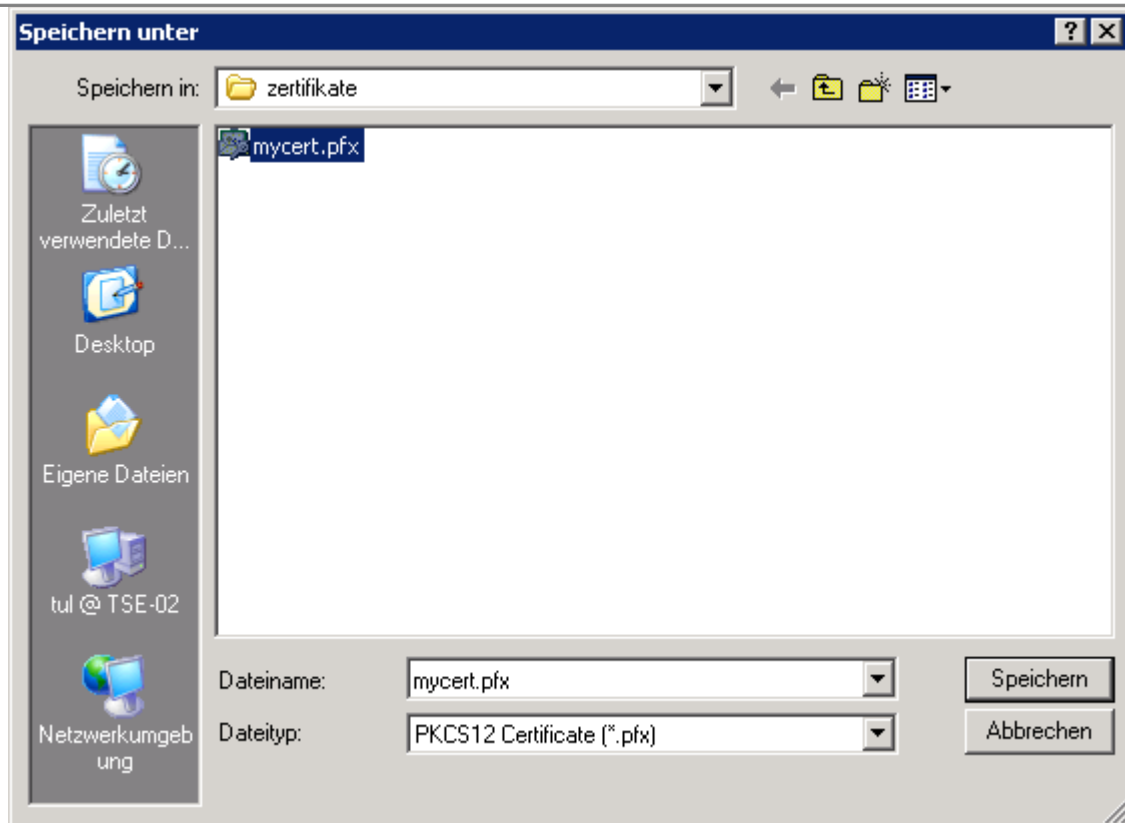 Speichern unter
Speichern in:
zertifikate
mycert.pfx
Zuletzt
verwendete D...
Desktop
Eigene Dateien
tul @ TSE-02
Netzwerkumgeb
ung
Dateiname:
mycert.pfx
Speichern
Dateityp:
PKCS12 Certificate (*.pfx)
Abbrechen